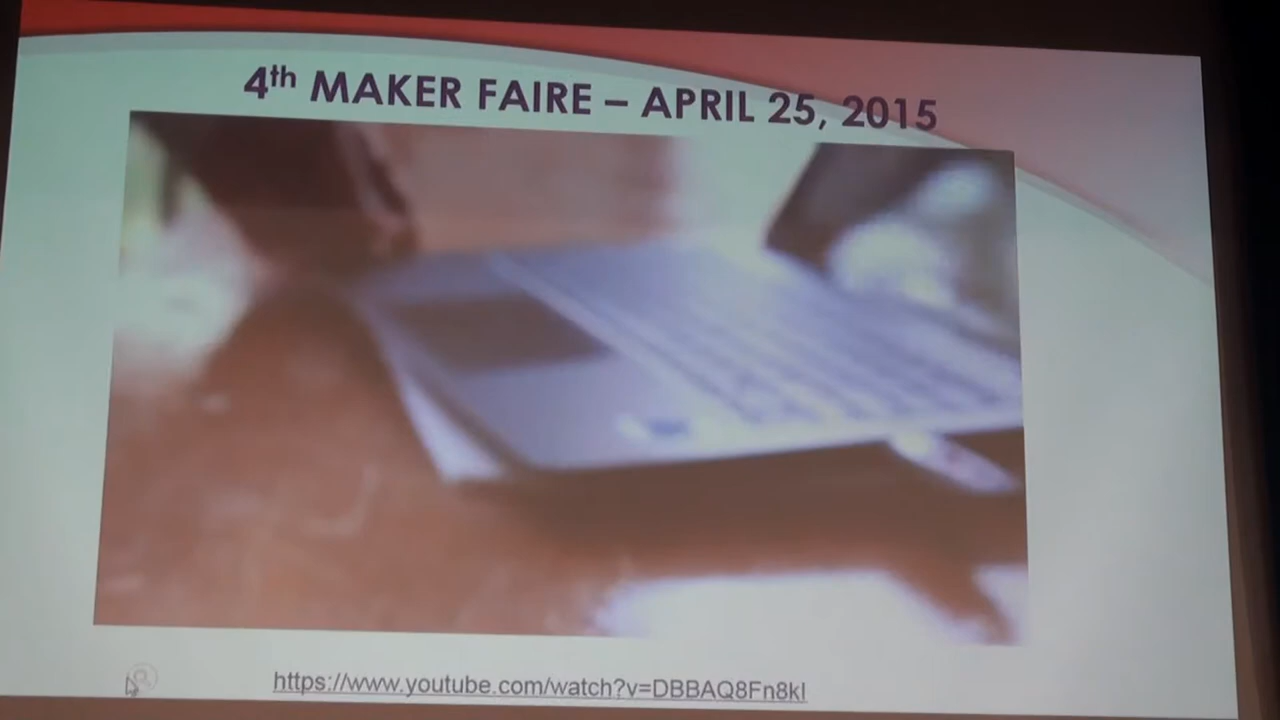 4th MAKER FAIRE – APRIL 25, 2015
https://www.youtube.com/watch?v=DBBAQ8Fn8kI